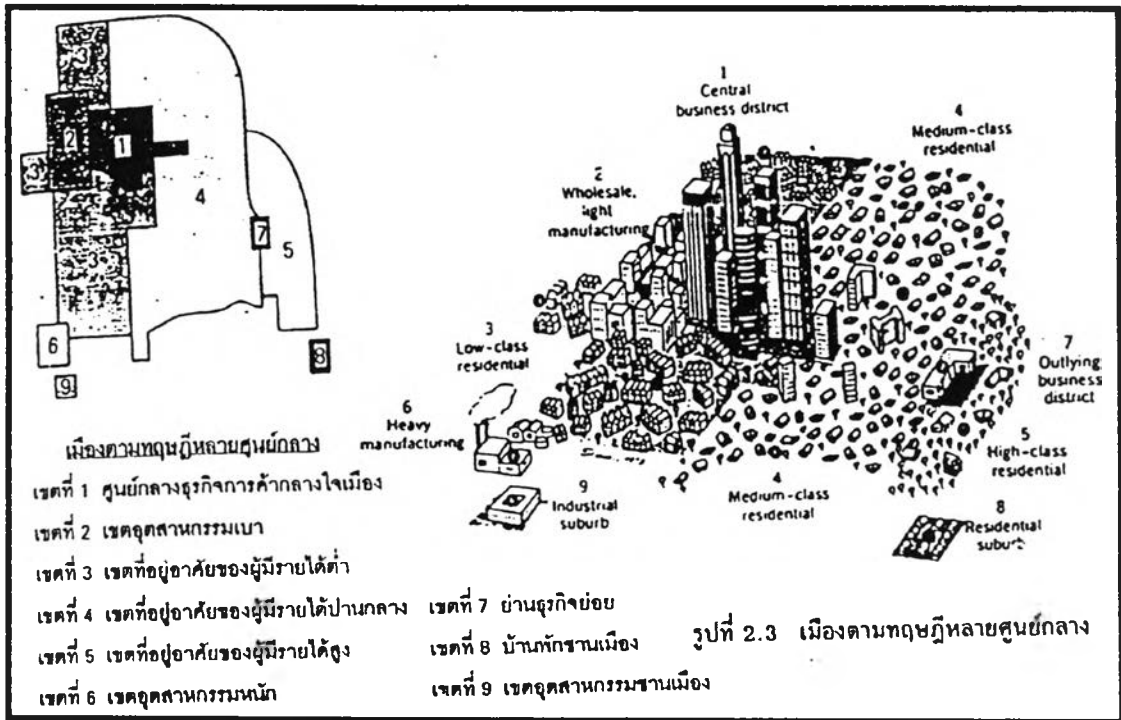 3
2
1
3
4
3
7
5
6
8
9
1
Central
business district
4
Medium-class
residential
2
Wholesale,
light
manufacturing
3
Low-class
residential
7
Outlying
business
district
6
Heavy
manufacturing
5
High-class
residential
9
Industrial
suburb
4
Medium-class
residential
8
Residential
suburb
เมืองตามทฤษฎีหลายศูนย์กลาง
เขตที่ 1 ศูนย์กลางธุรกิจการค้ากลางใจเมือง
เขตที่ 2 เขตอุตสาหกรรมเบา
เขตที่ 3 เขตที่อยู่อาศัยของผู้มีรายได้ต่ำ
เขตที่ 4 เขตที่อยู่อาศัยของผู้มีรายได้ปานกลาง
เขตที่ 5 เขตที่อยู่อาศัยของผู้มีรายได้สูง
เขตที่ 6 เขตอุตสาหกรรมหนัก
เขตที่ 7 ย่านธุรกิจย่อย
เขตที่ 8 บ้านพักชานเมือง
เขตที่ 9 เขตอุตสาหกรรมชานเมือง
รูปที่ 2.3 เมืองตามทฤษฎีหลายศูนย์กลาง